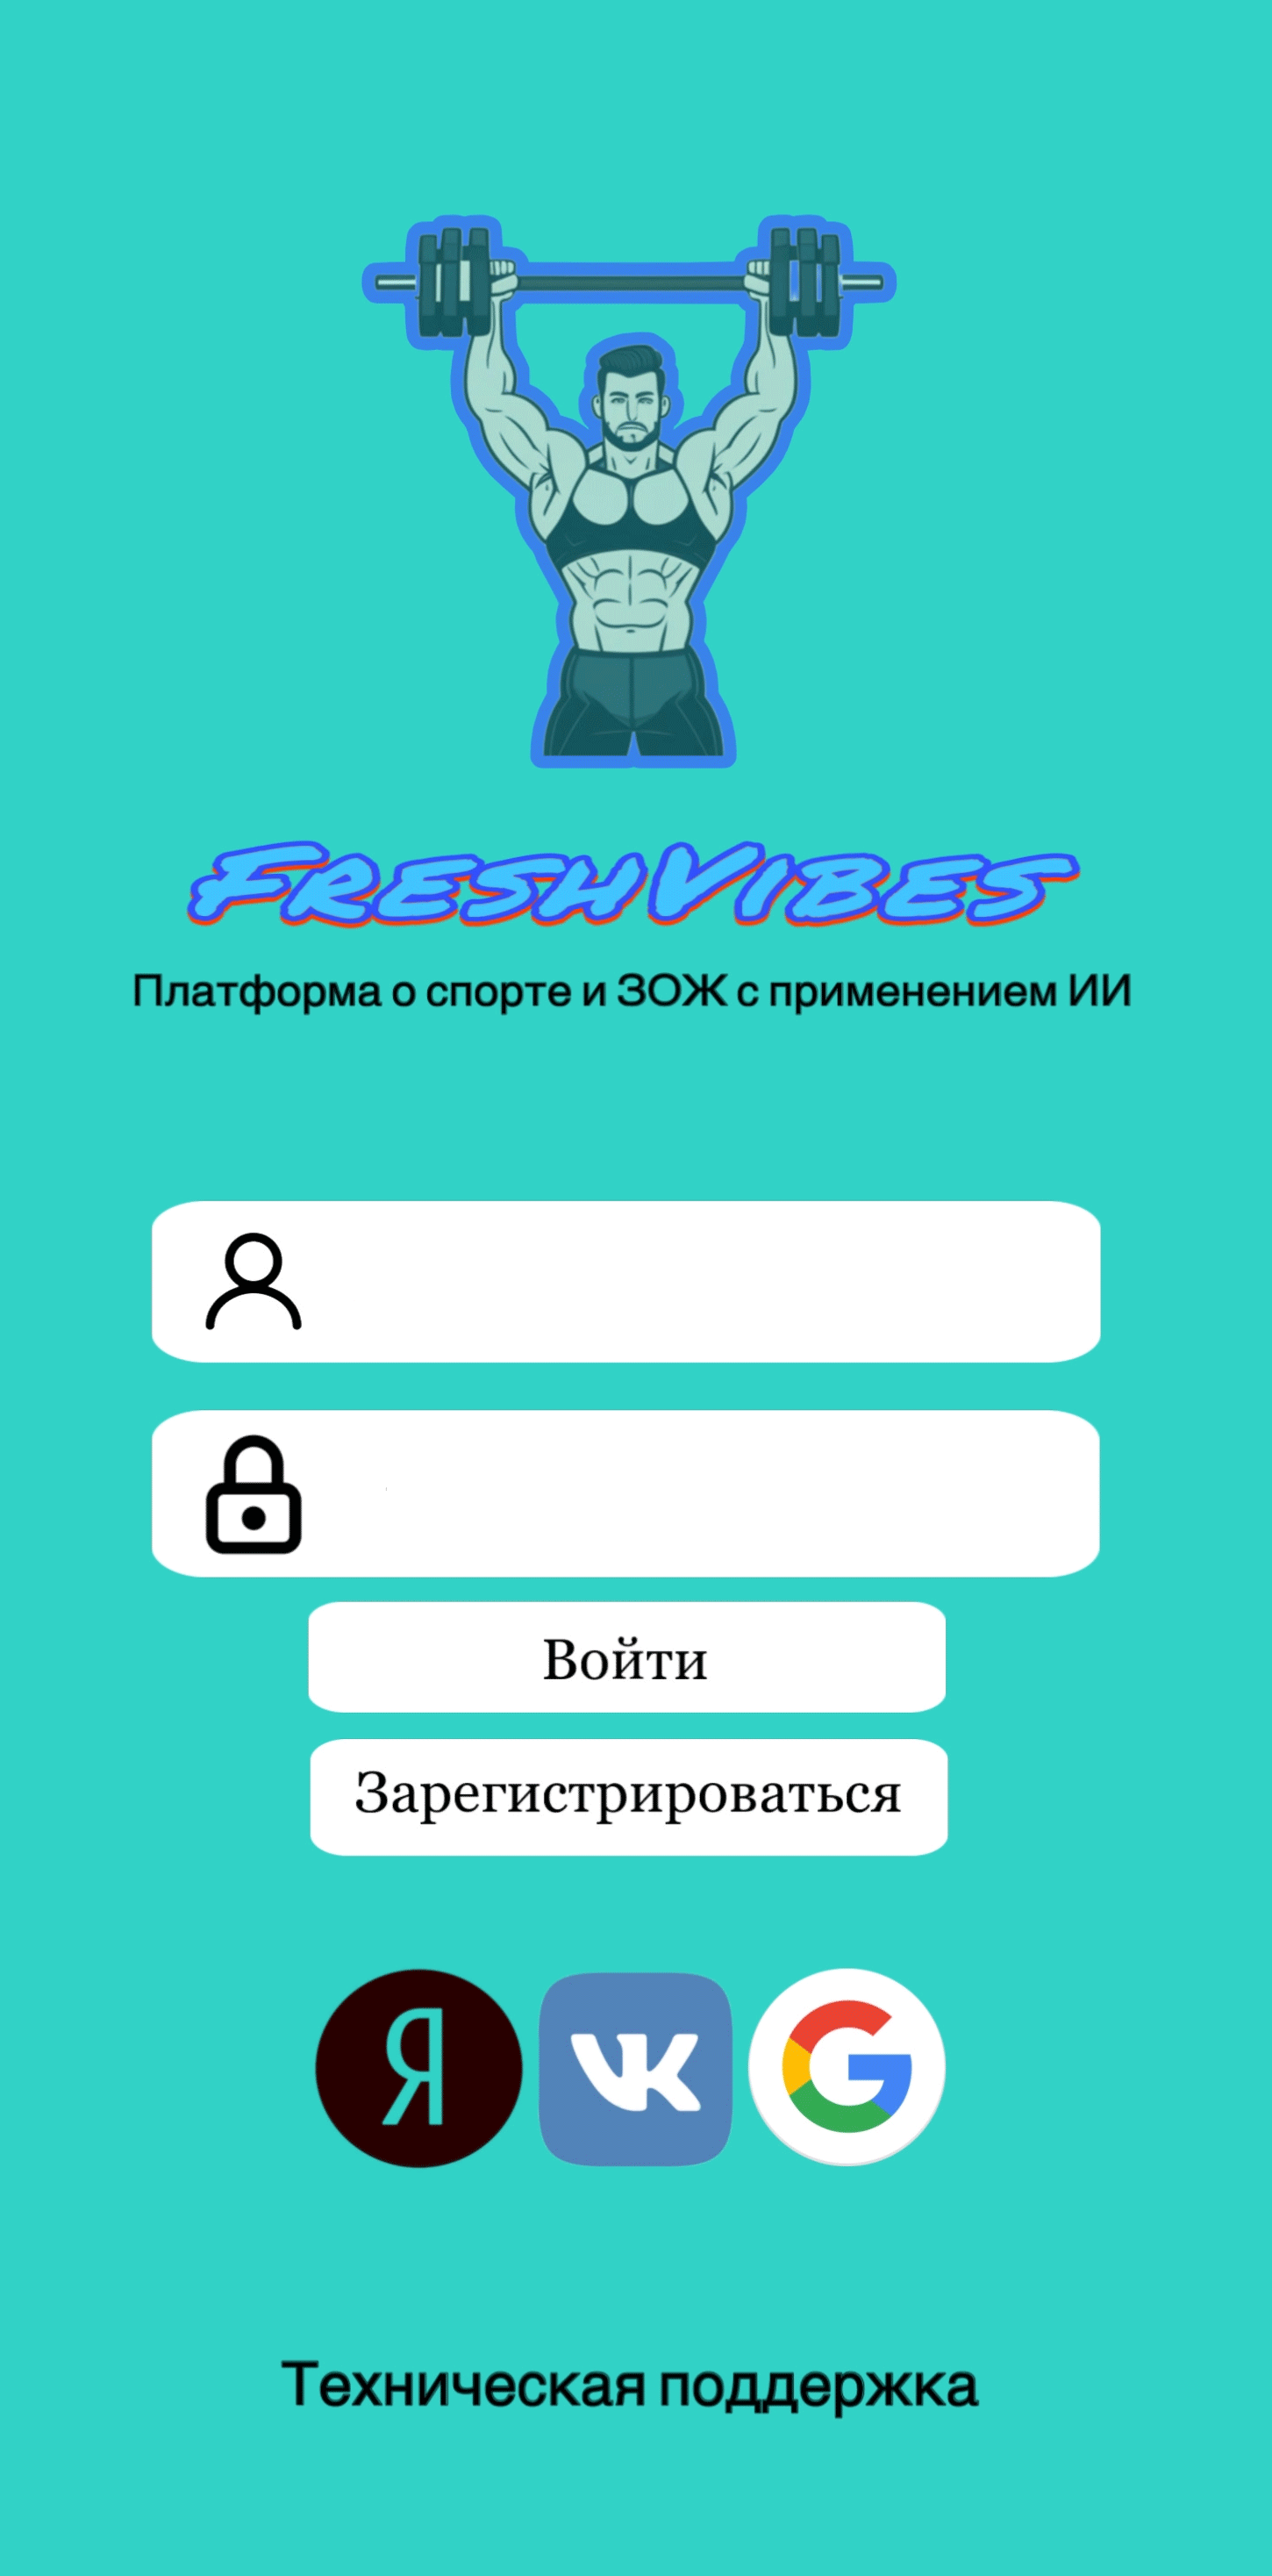 FRESHVIBES
Платформа о спорте и ЗОЖ с применением ИИ
Войти
Зарегистрироваться
Я VK G
Техническая поддержка